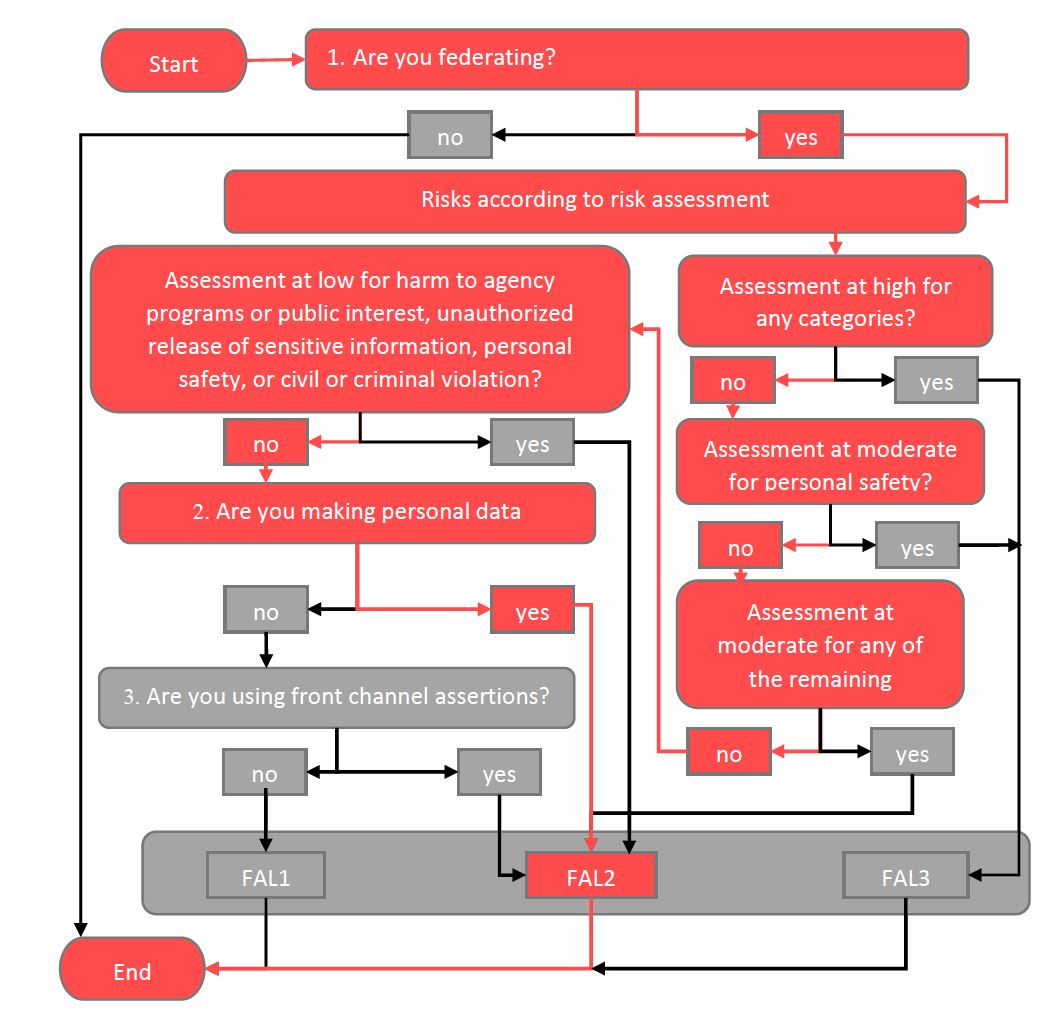 Start
1. Are you federating?
no
yes
Risks according to risk assessment
Assessment at low for harm to agency
programs or public interest, unauthorized
release of sensitive information, personal
safety, or civil or criminal violation?
Assessment at high for
any categories?
no
yes
Assessment at moderate
for personal safety?
no
yes
2. Are you making personal data
no
yes
Assessment at
moderate for any of
the remaining
no
yes
3. Are you using front channel assertions?
no
yes
no
yes
FAL1
FAL2
FAL3
End